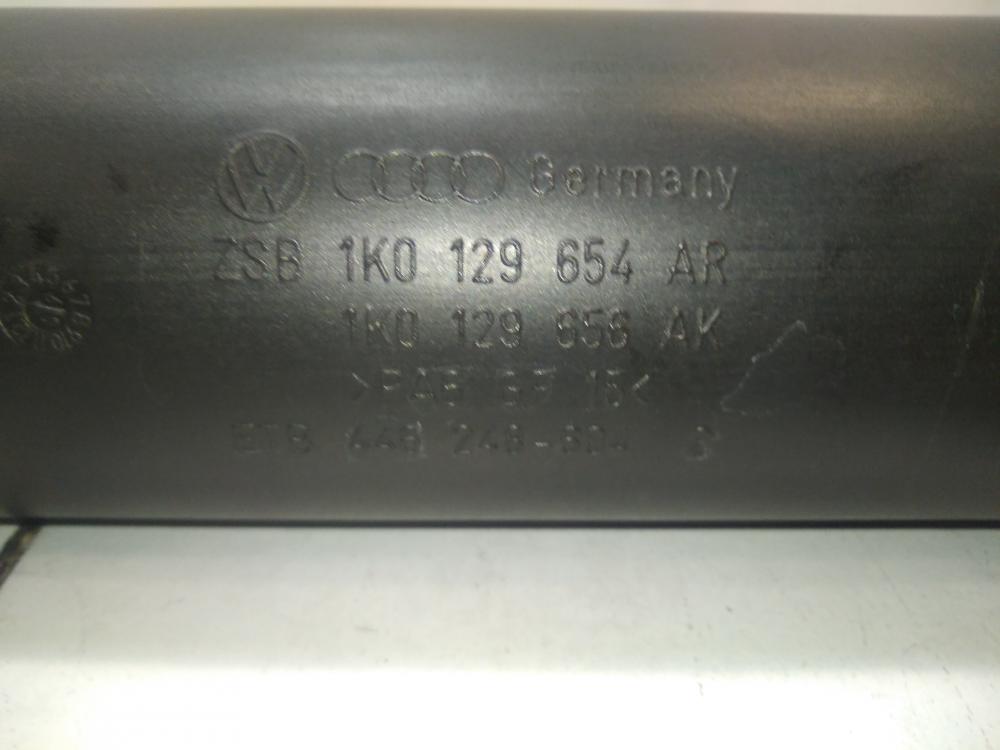 Germany
ZSB 1K0 129 654 AR
1K0 129 656 AK
>PA6 GF 15<